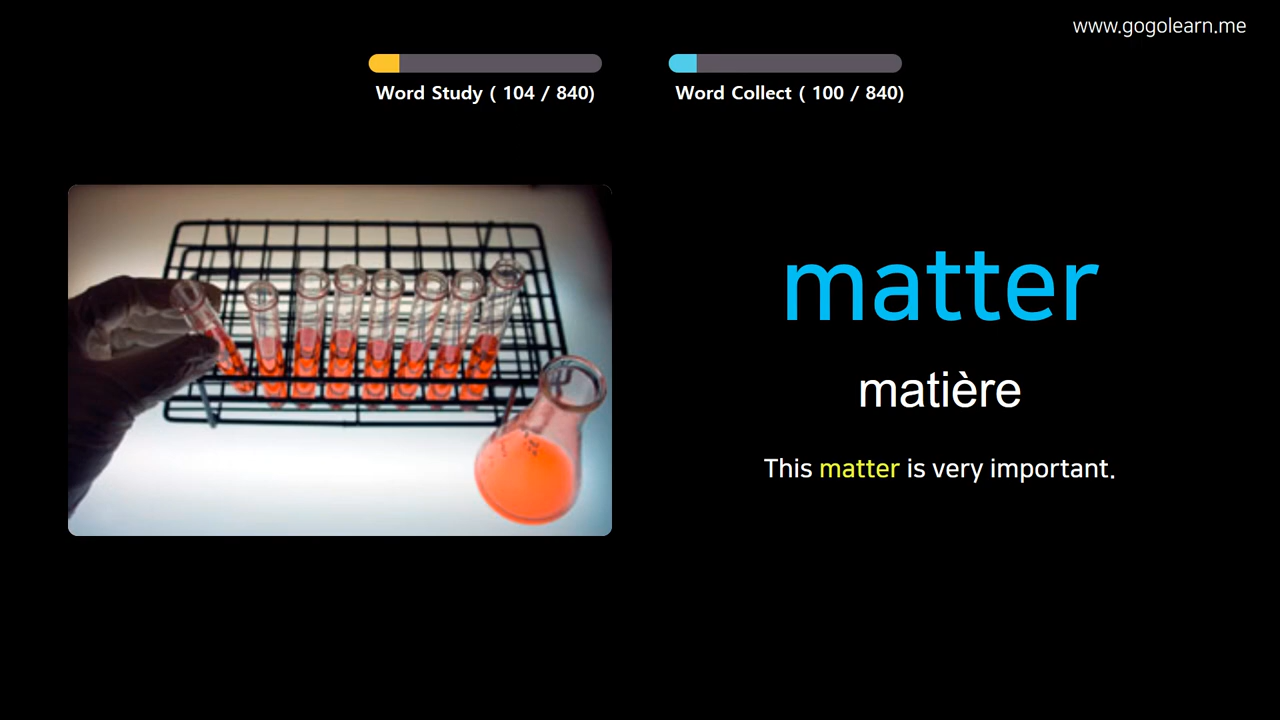 www.gogolearn.me
Word Study ( 104 / 840)
Word Collect ( 100 / 840)
matter
matière
This matter is very important.